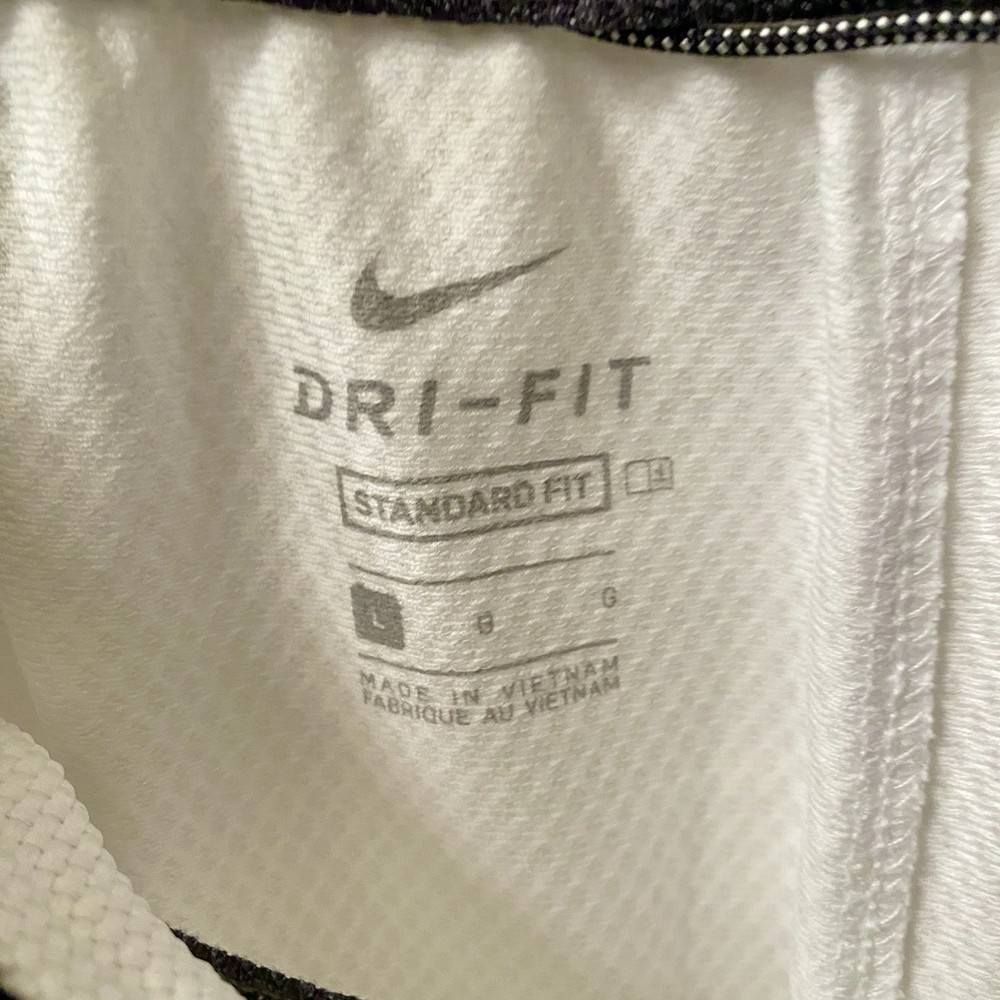 DRI-FIT
STANDARD FIT
L G G
MADE IN VIETNAM
FABRIQUE AU VIETNAM